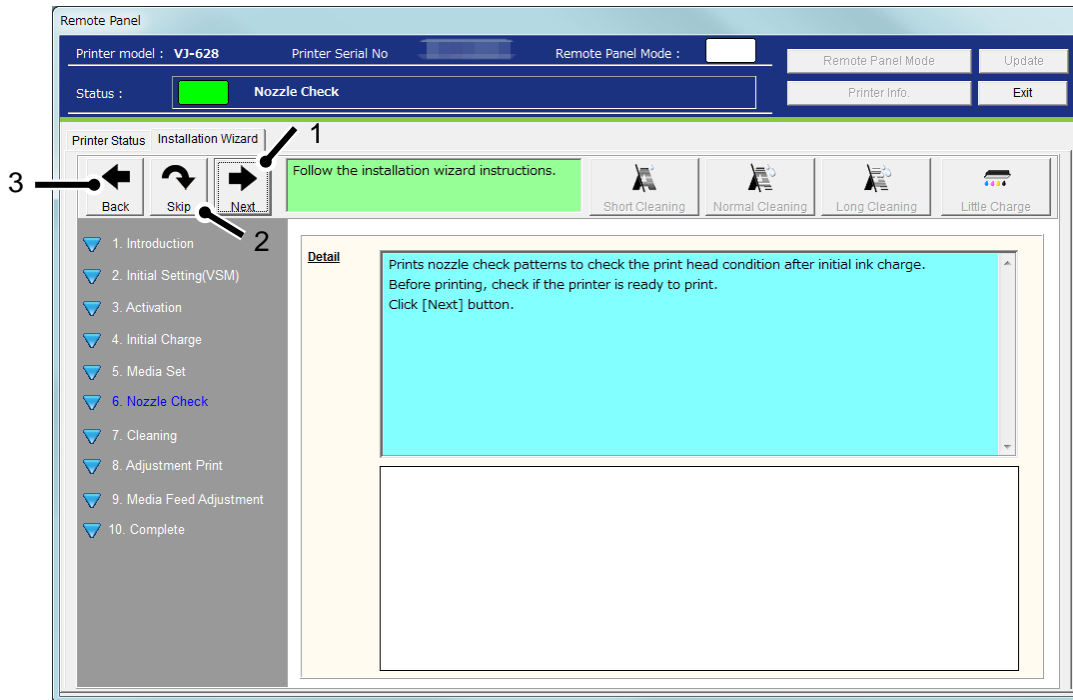 Remote Panel
Printer model : VJ-628 Printer Serial No Remote Panel Mode :
Remote Panel Mode Update
Status : Nozzle Check
Printer Info. Exit
Printer Status Installation Wizard
1
Follow the installation wizard instructions.
3
Back Skip Next
Short Cleaning Normal Cleaning Long Cleaning Little Charge
2
1. Introduction
2. Initial Setting(VSM)
3. Activation
4. Initial Charge
5. Media Set
6. Nozzle Check
7. Cleaning
8. Adjustment Print
9. Media Feed Adjustment
10. Complete
Detail
Prints nozzle check patterns to check the print head condition after initial ink charge.
Before printing, check if the printer is ready to print.
Click [Next] button.